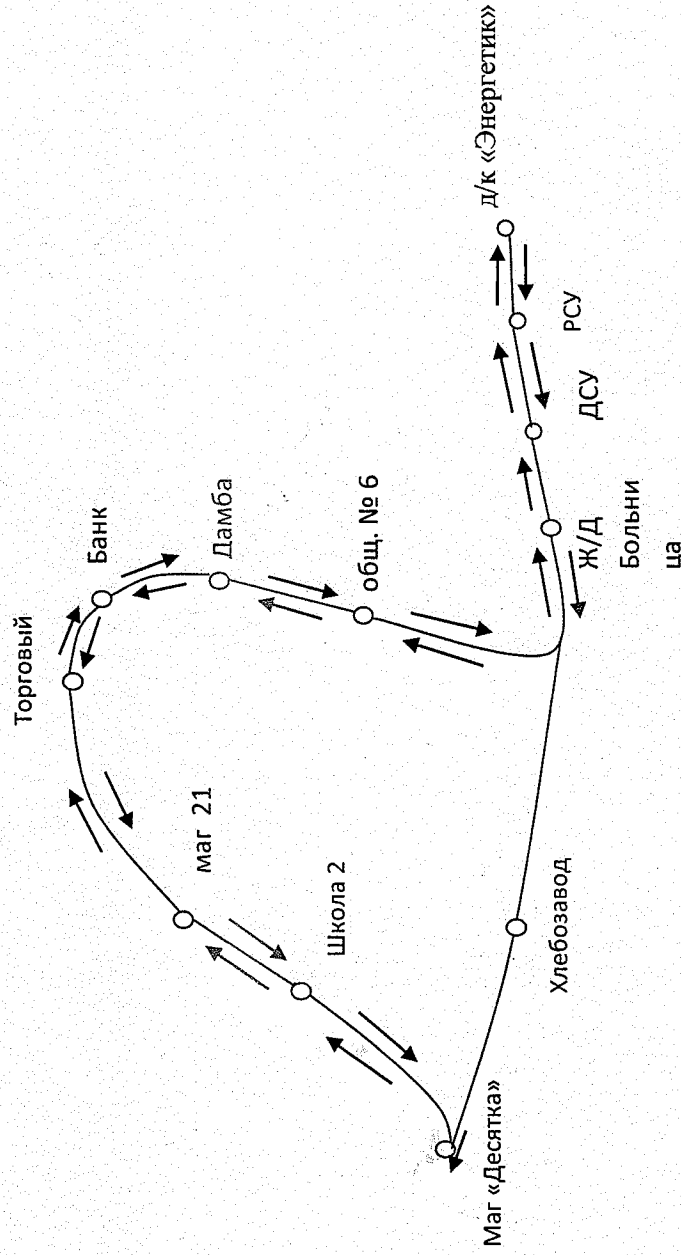 Торговый
Банк
Дамба
общ. № 6
маг 21
Школа 2
Маг «Десятка»
Хлебозавод
Ж/Д
Больни
ца
ДСУ
РСУ
д/к «Энергетик»